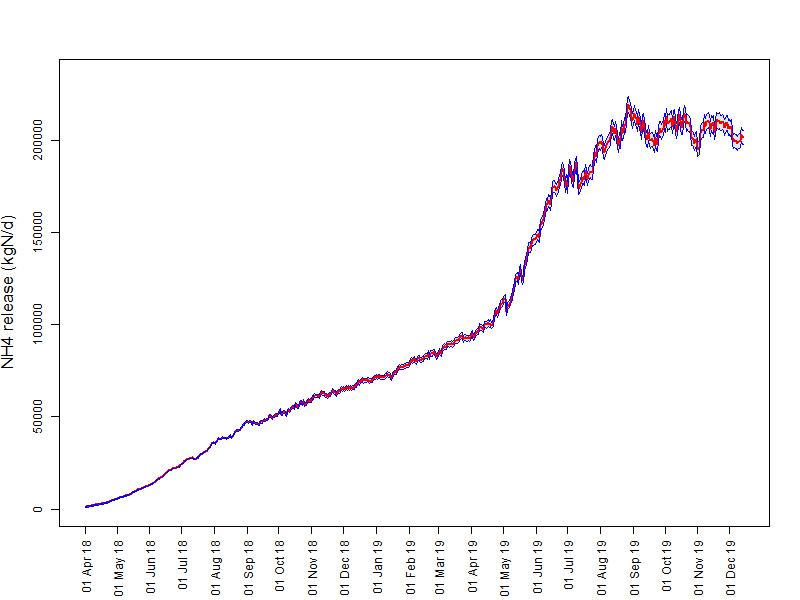 NH4 release (kgN/d)
200000
150000
100000
50000
0
01 Apr 18
01 May 18
01 Jun 18
01 Jul 18
01 Aug 18
01 Sep 18
01 Oct 18
01 Nov 18
01 Dec 18
01 Jan 19
01 Feb 19
01 Mar 19
01 Apr 19
01 May 19
01 Jun 19
01 Jul 19
01 Aug 19
01 Sep 19
01 Oct 19
01 Nov 19
01 Dec 19